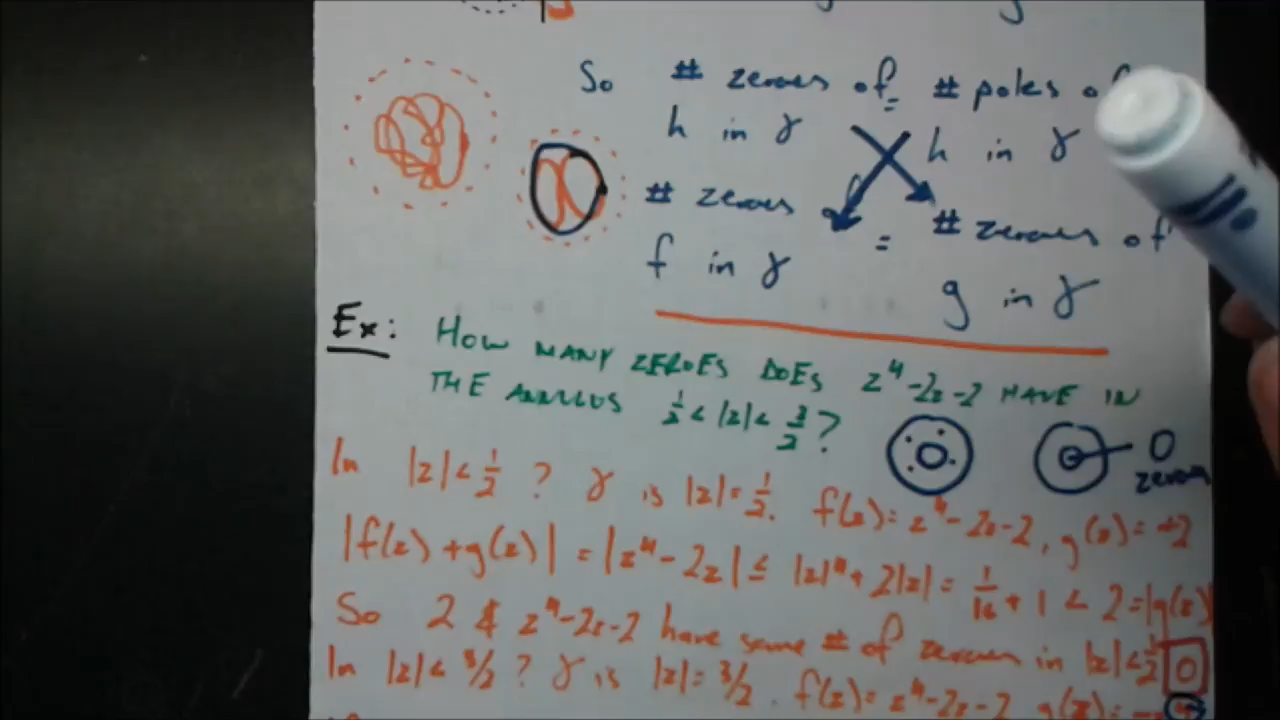 So # zeroes of = # poles of
h in γ h in γ
# zeroes of = # zeroes of
f in γ g in γ
Ex: HOW MANY ZEROES DOES z⁴-2z-2 HAVE IN
THE ANNULUS 1/2 < |z| < 3/2 ?
0
zeroes
In |z| < 1/2 ? γ is |z| = 1/2. f(z) = z⁴-2z-2, g(z) = +2
|f(z) + g(z)| = |z⁴ - 2z| ≤ |z|⁴ + 2|z| = 1/16 + 1 < 2 = |g(z)|
So 2 & z⁴-2z-2 have same # of zeroes in |z| < 1/2 0
In |z| < 3/2 ? γ is |z| = 3/2. f(z) = z⁴-2z-2, g(z) =